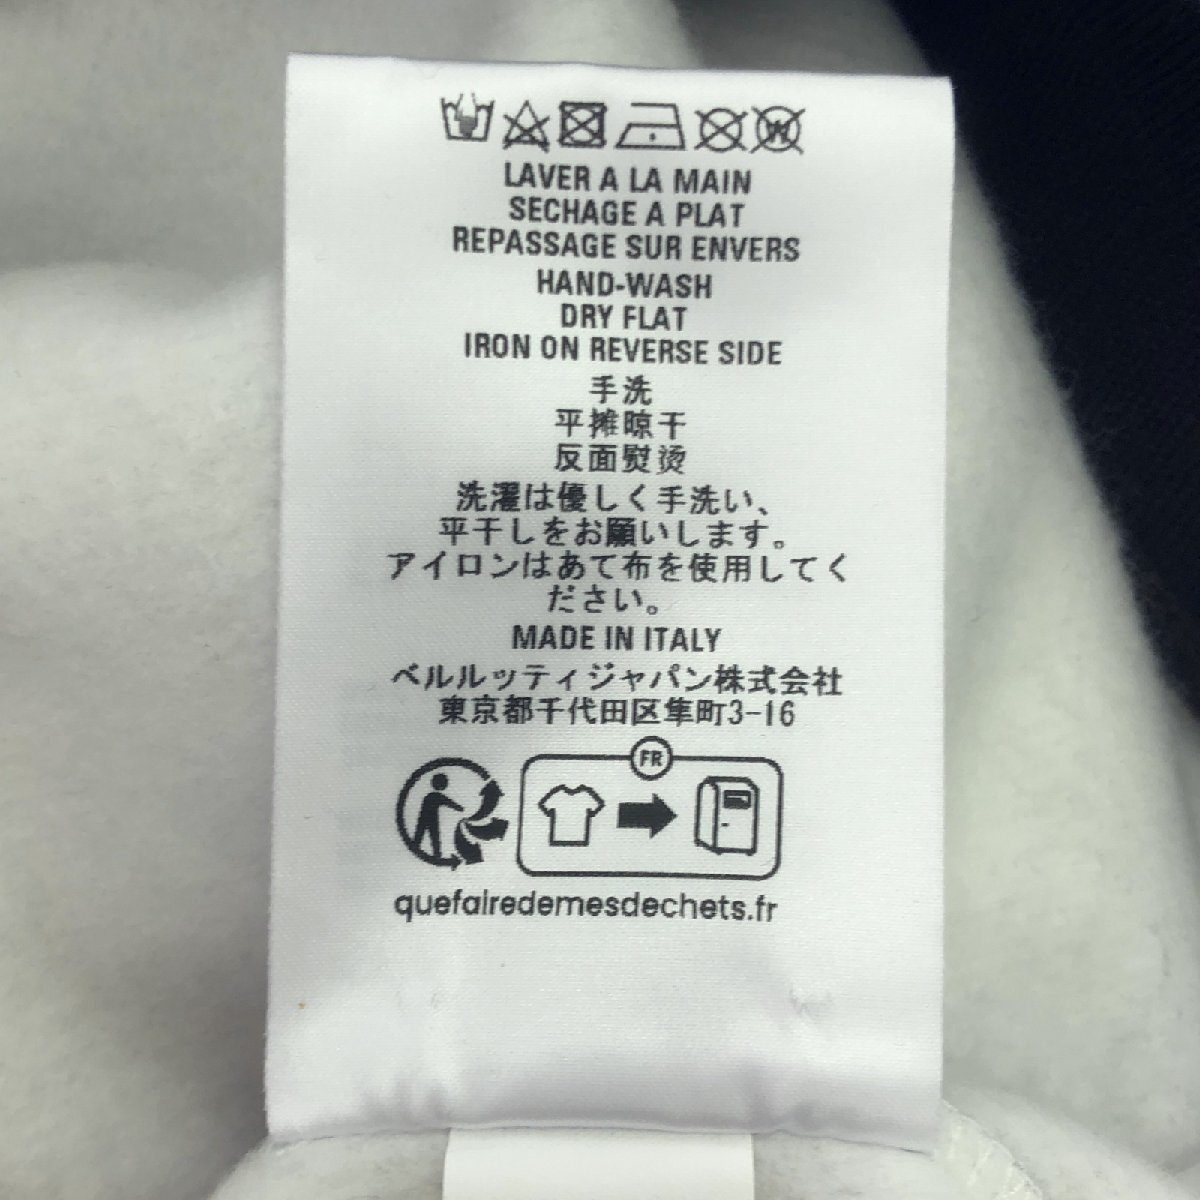 W
LAVER A LA MAIN
SECHAGE A PLAT
REPASSAGE SUR ENVERS
HAND-WASH
DRY FLAT
IRON ON REVERSE SIDE
手洗
平摊晾干
反面熨烫
洗濯は優しく手洗い、
平干しをお願いします。
アイロンはあて布を使用してく
ださい。
MADE IN ITALY
ベルルッティジャパン株式会社
東京都千代田区隼町3-16
FR
quefairedemesdechets.fr